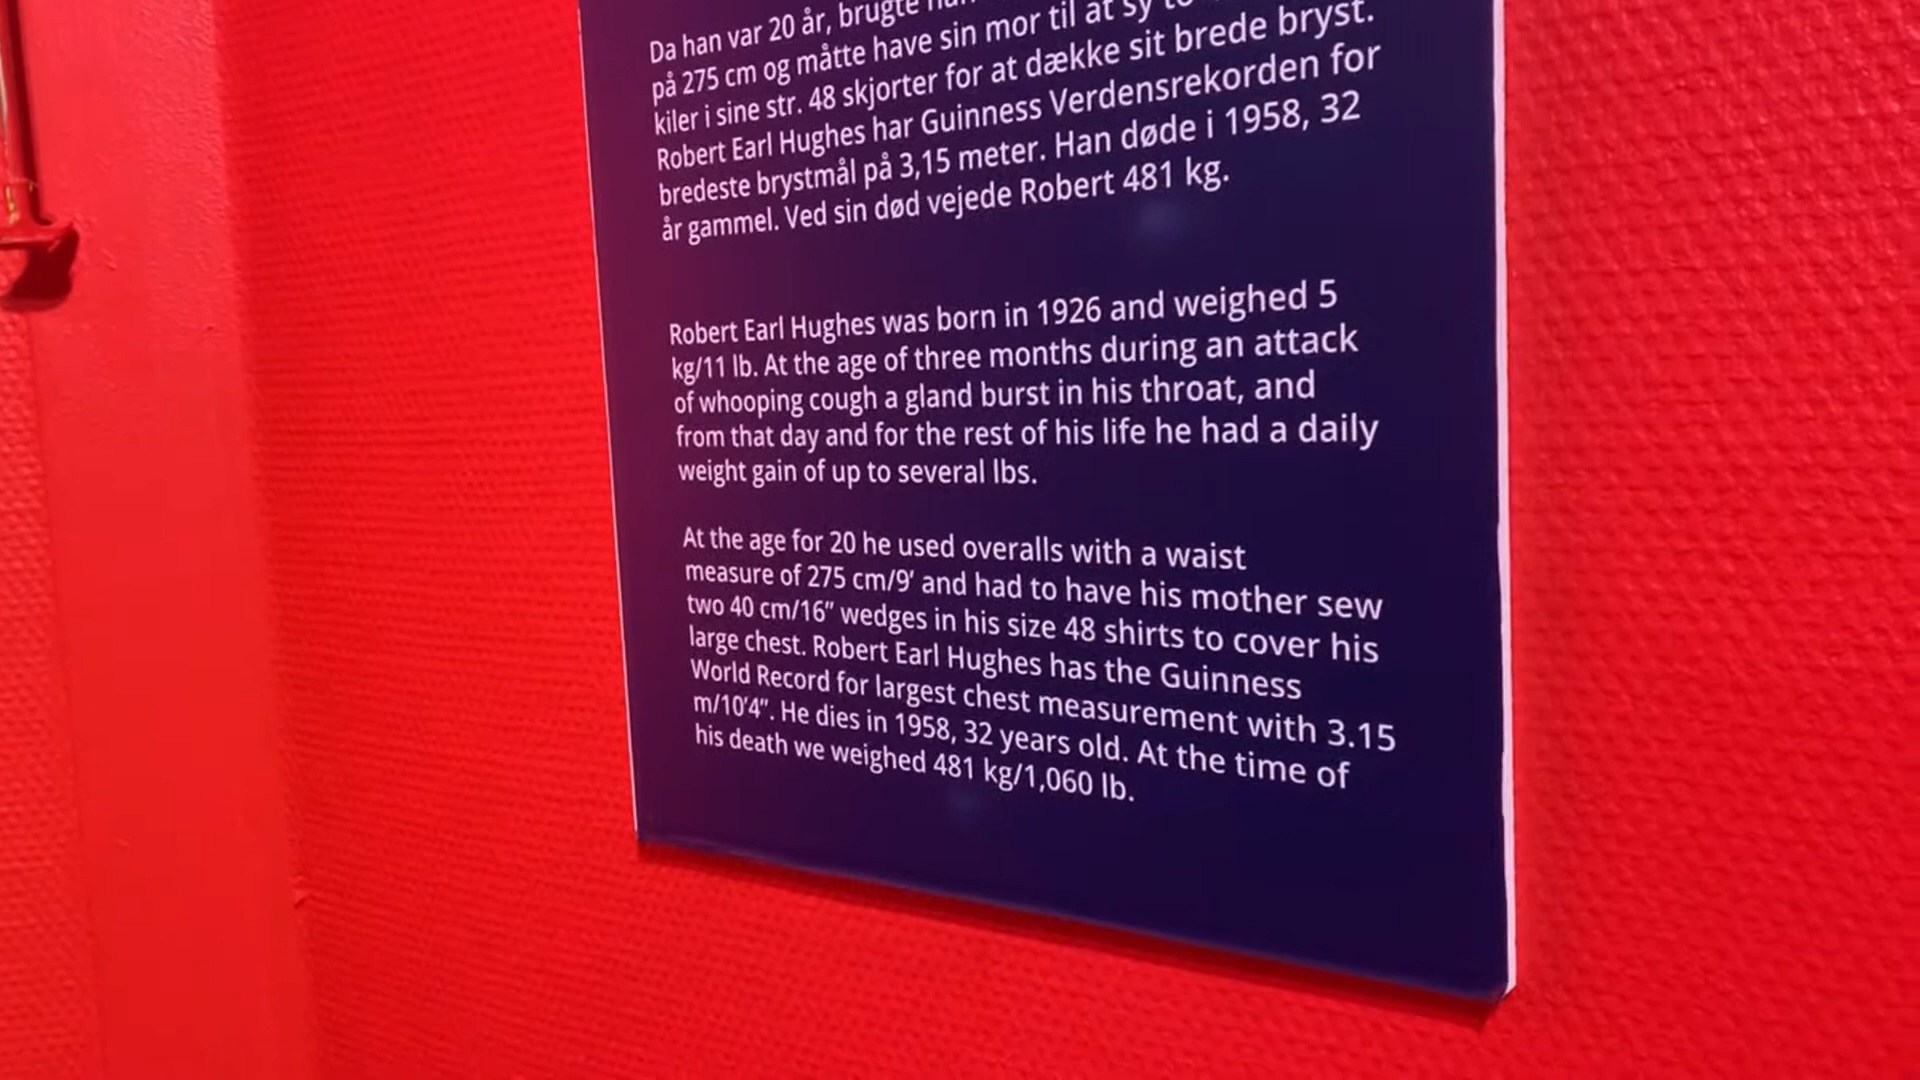 Da han var 20 år, brugte
på 275 cm og måtte have sin mor til at sy to
kiler i sine str. 48 skjorter for at dække sit brede bryst.
Robert Earl Hughes har Guinness Verdensrekorden for
bredeste brystmål på 3,15 meter. Han døde i 1958, 32
år gammel. Ved sin død vejede Robert 481 kg.
Robert Earl Hughes was born in 1926 and weighed 5
kg/11 lb. At the age of three months during an attack
of whooping cough a gland burst in his throat, and
from that day and for the rest of his life he had a daily
weight gain of up to several lbs.
At the age for 20 he used overalls with a waist
measure of 275 cm/9’ and had to have his mother sew
two 40 cm/16” wedges in his size 48 shirts to cover his
large chest. Robert Earl Hughes has the Guinness
World Record for largest chest measurement with 3.15
m/10’4”. He dies in 1958, 32 years old. At the time of
his death we weighed 481 kg/1,060 lb.